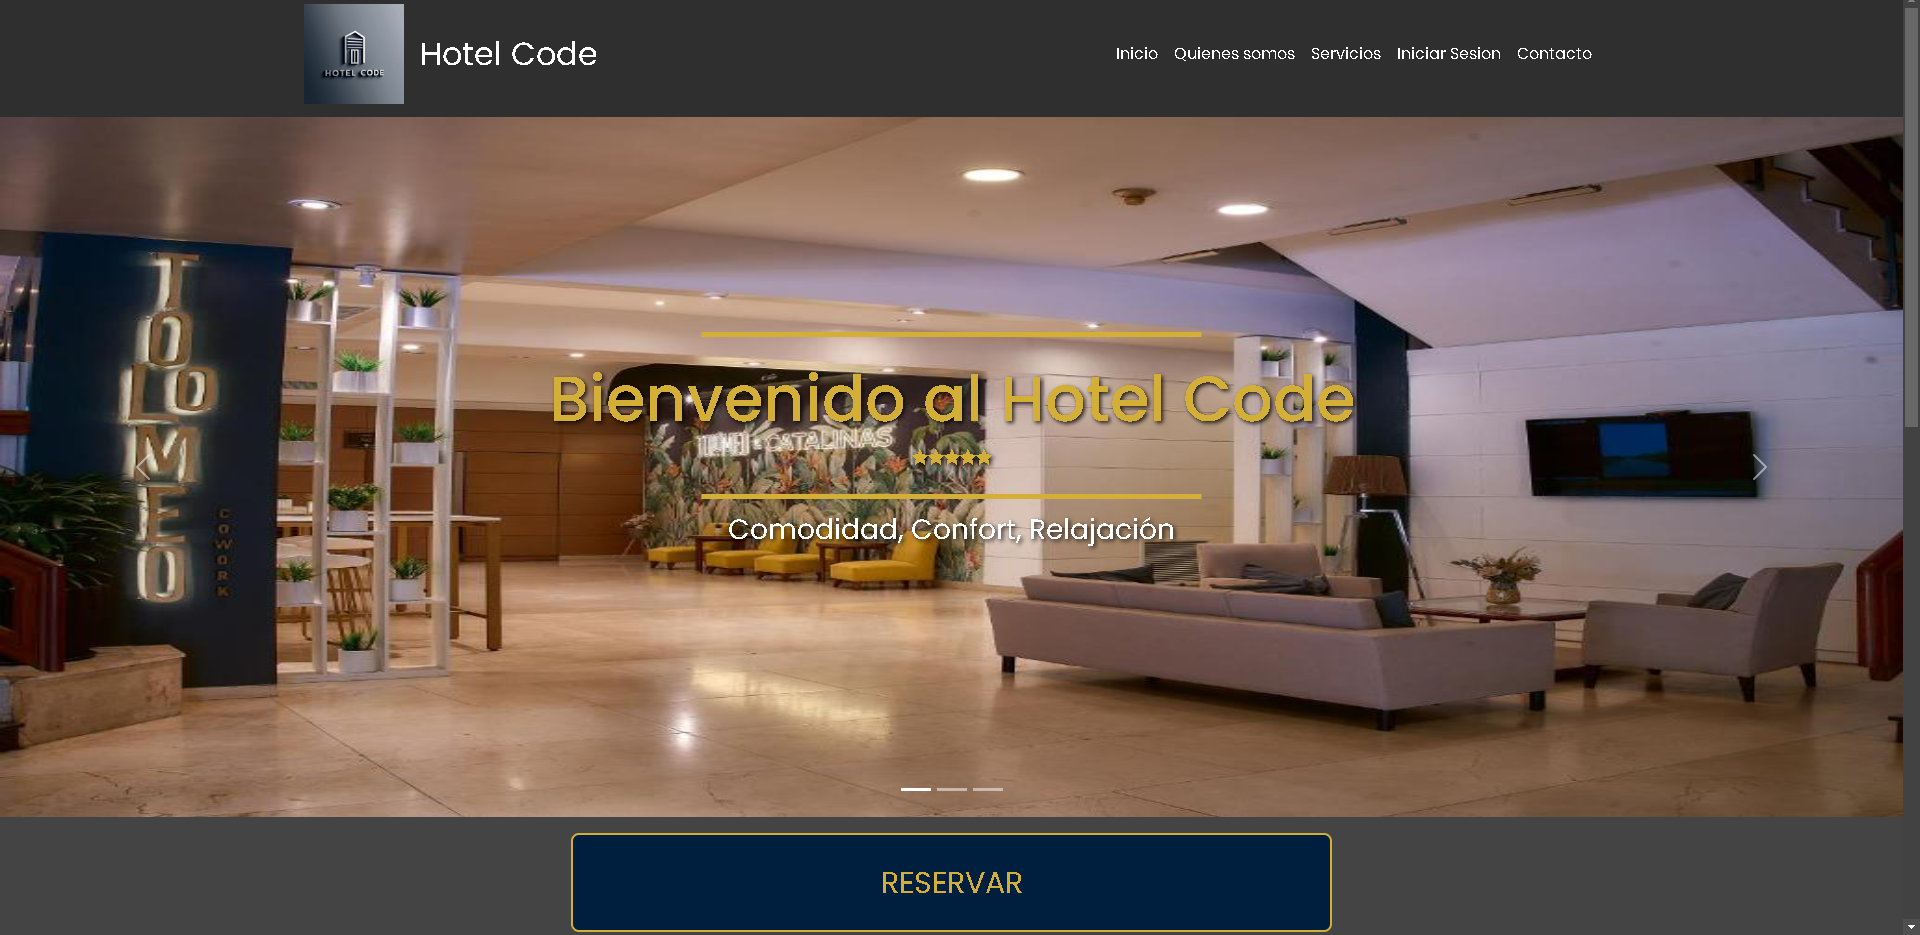 HOTEL CODE
Hotel Code
Inicio Quienes somos Servicios Iniciar Sesion Contacto
TOLOMEO
COWORK
Bienvenido al Hotel Code
CATALINAS
★★★★★
Comodidad, Confort, Relajación
RESERVAR